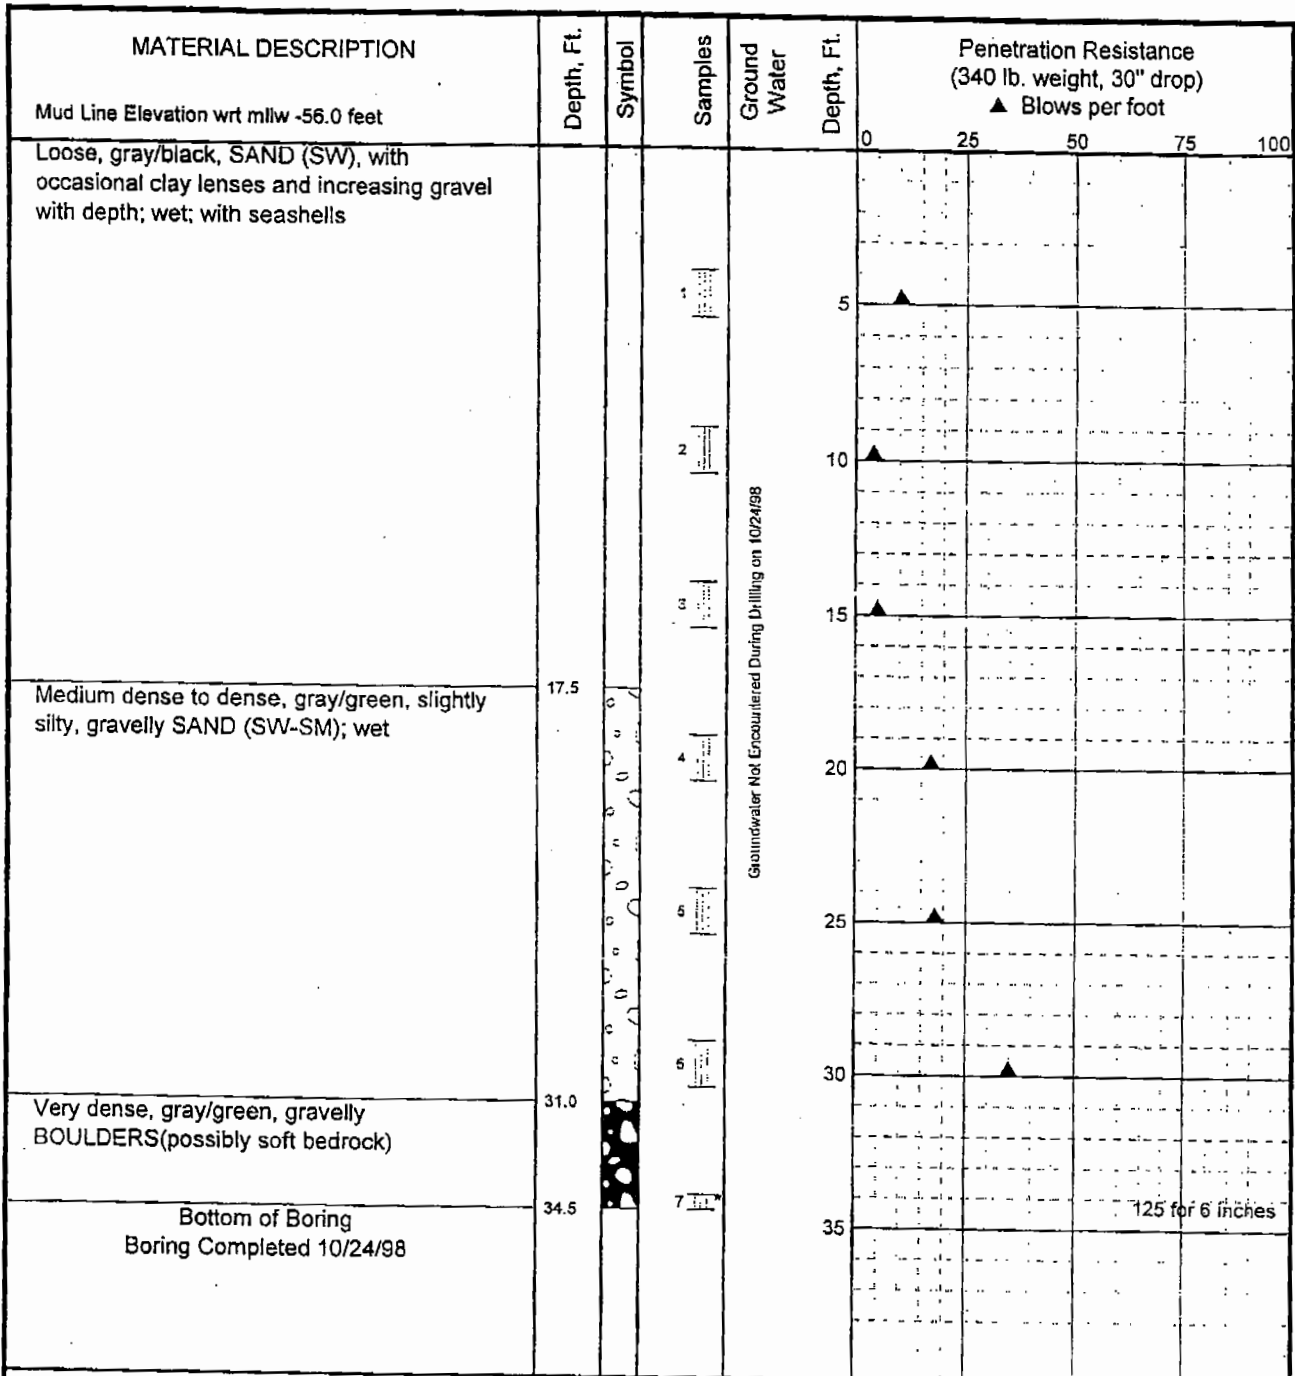 MATERIAL DESCRIPTION
Mud Line Elevation wrt mllw -56.0 feet
Depth, Ft.
Symbol
Samples
Ground
Water
Depth, Ft.
Penetration Resistance
(340 lb. weight, 30" drop)
▲ Blows per foot
0 25 50 75 100
Loose, gray/black, SAND (SW), with
occasional clay lenses and increasing gravel
with depth; wet; with seashells
1
5
2
10
Groundwater Not Encountered During Drilling on 10/24/98
3
15
17.5
Medium dense to dense, gray/green, slightly
silty, gravelly SAND (SW-SM); wet
4
20
5
25
6
30
31.0
Very dense, gray/green, gravelly
BOULDERS(possibly soft bedrock)
34.5
7 *
125 for 6 inches
35
Bottom of Boring
Boring Completed 10/24/98